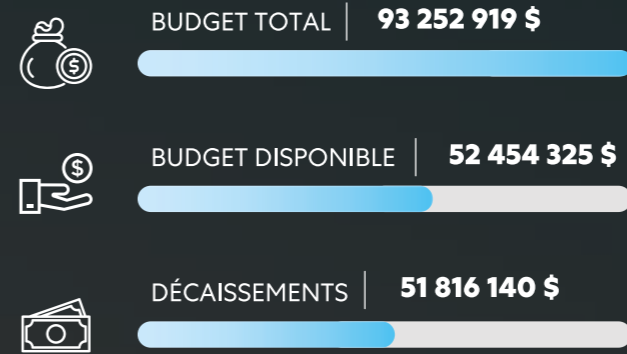 BUDGET TOTAL | 93 252 919 $
$
BUDGET DISPONIBLE | 52 454 325 $
$
DÉCAISSEMENTS | 51 816 140 $